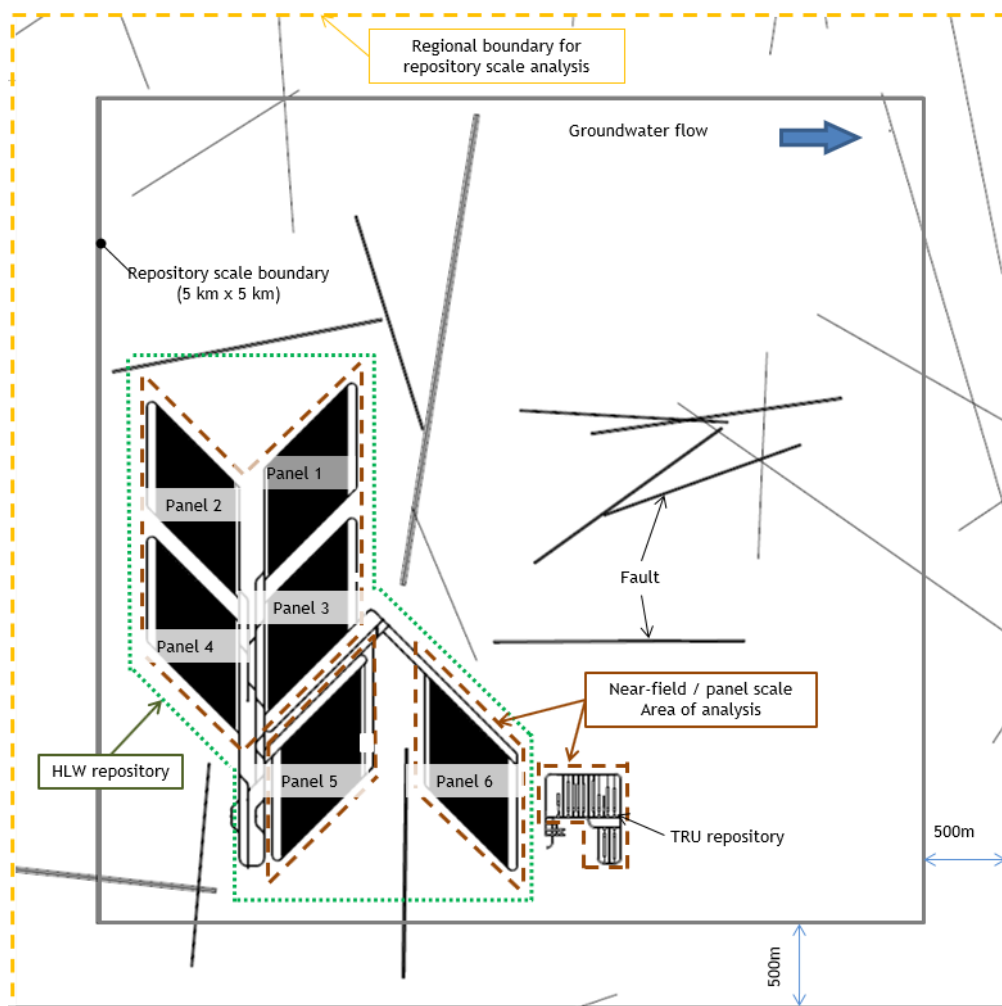 Regional boundary for
repository scale analysis
Groundwater flow
Repository scale boundary
(5 km x 5 km)
Panel 1
Panel 2
Fault
Panel 3
Panel 4
Near-field / panel scale
Area of analysis
HLW repository
Panel 5
Panel 6
TRU repository
500m
500m